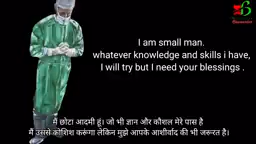 I am small man.
whatever knowledge and skills i have,
I will try but I need your blessings .
मैं छोटा आदमी हूं। जो भी ज्ञान और कौशल मेरे पास है
मैं उससे कोशिश करूंगा लेकिन मुझे आपके आशीर्वाद की भी जरूरत है।